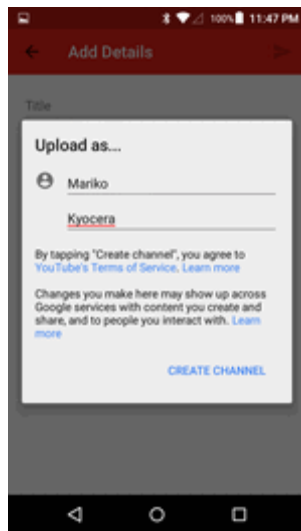 100% 11:47 PM
Add Details
Title
Upload as...
Mariko
Kyocera
By tapping "Create channel", you agree to
YouTube's Terms of Service. Learn more
Changes you make here may show up across
Google services with content you create and
share, and to people you interact with. Learn
more
CREATE CHANNEL